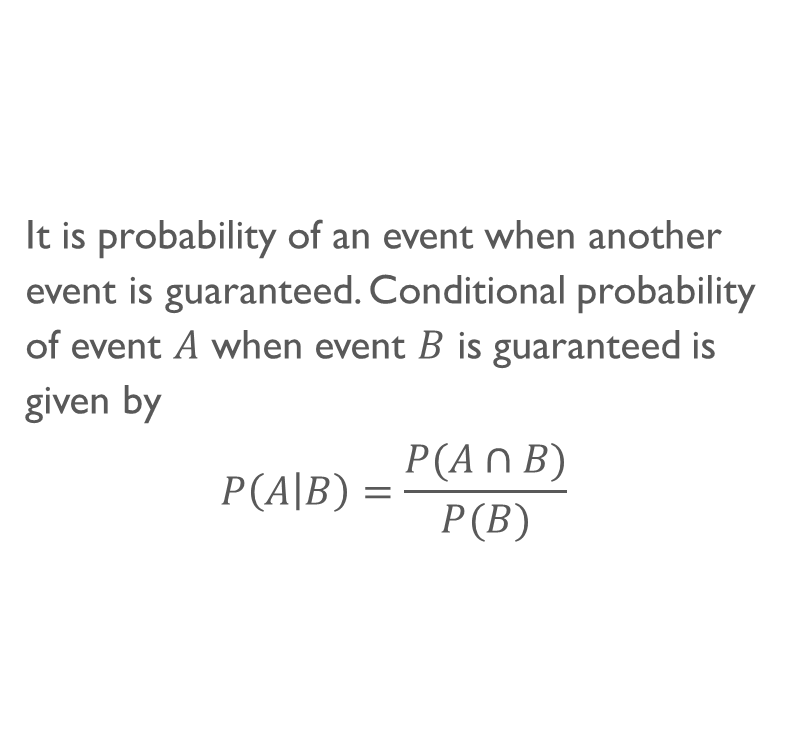 It is probability of an event when another
event is guaranteed. Conditional probability
of event A when event B is guaranteed is
given by
P(A|B) = P(A ∩ B) / P(B)